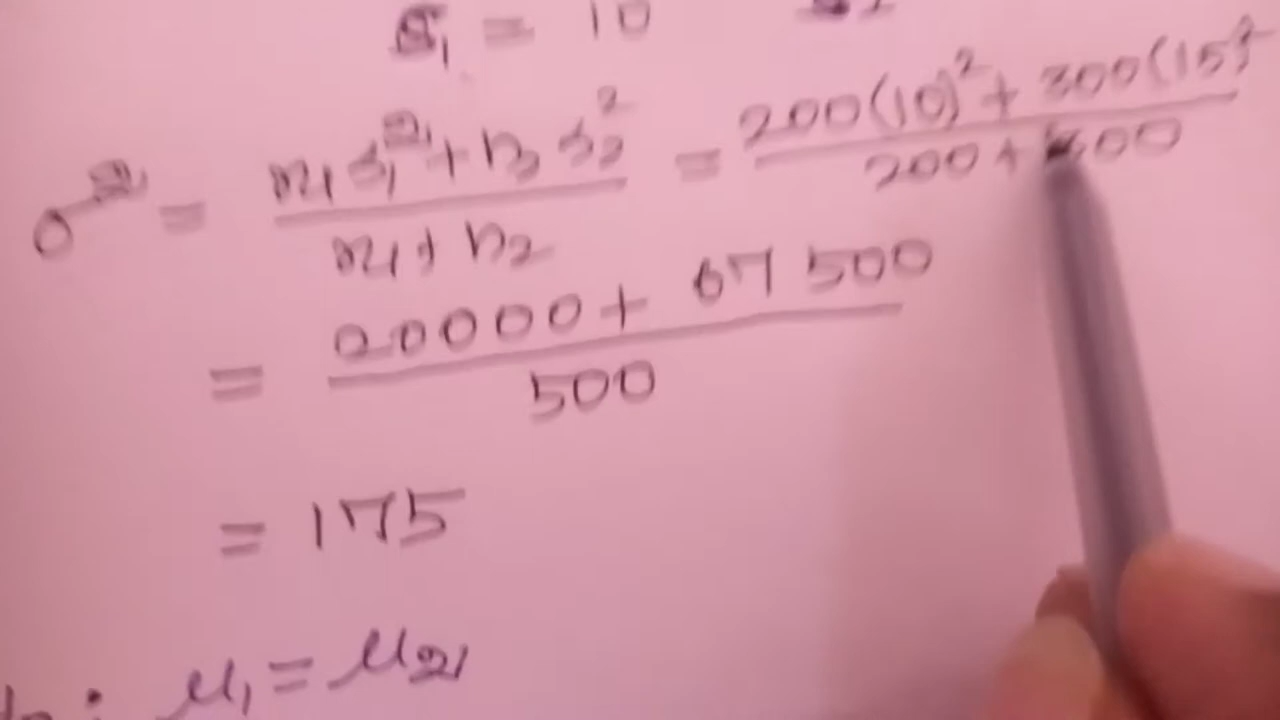 S₁ = 10
σ² = n₁s₁² + n₂s₂² / n₁ + n₂ = 200(10)² + 300(15)² / 200 + 300
= 20000 + 67500 / 500
= 175
: μ₁ = μ₂